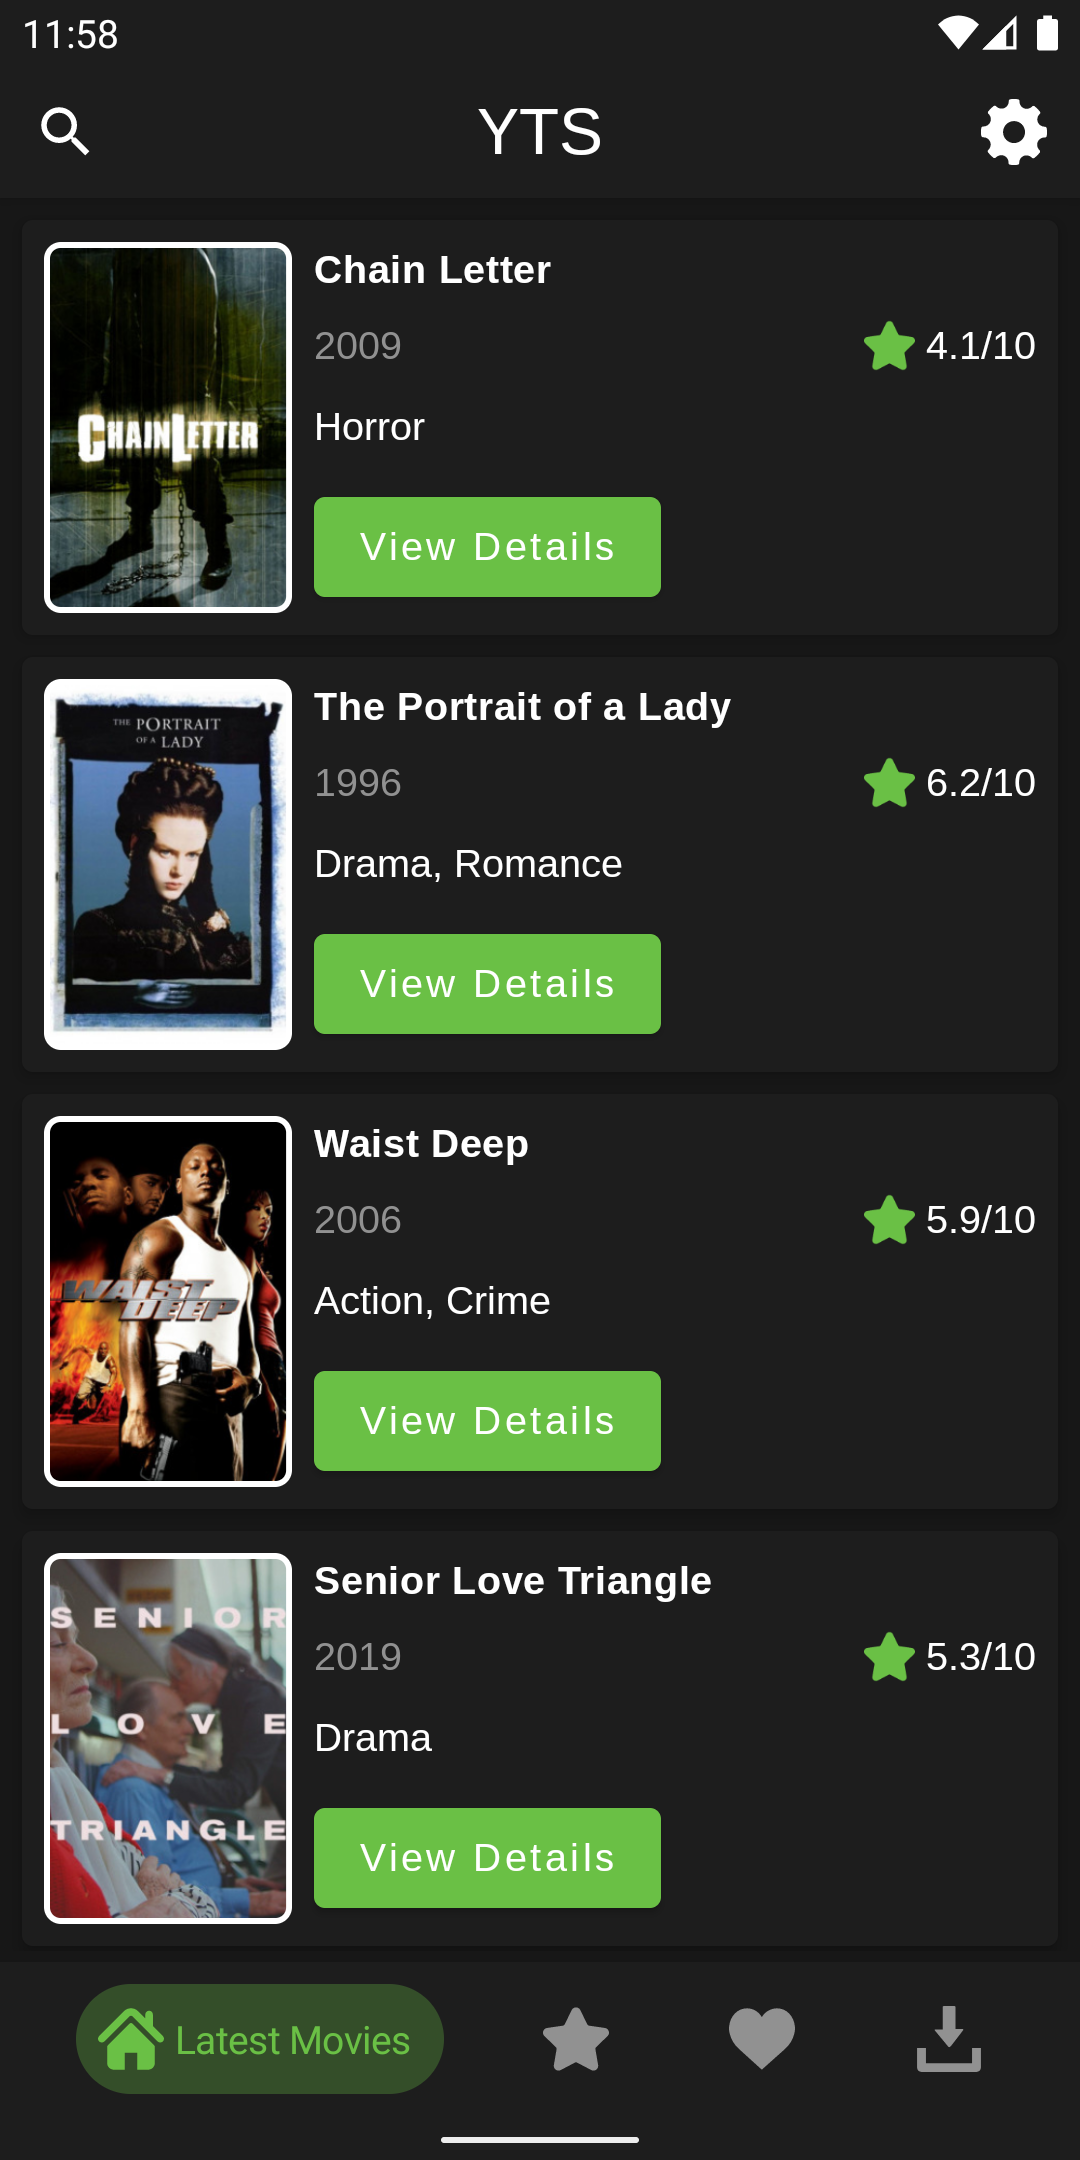 11:58
YTS
CHAINLETTER
Chain Letter
2009
4.1/10
Horror
View Details
THE PORTRAIT
OF A LADY
The Portrait of a Lady
1996
6.2/10
Drama, Romance
View Details
WAIST
DEEP
Waist Deep
2006
5.9/10
Action, Crime
View Details
SENIOR
LOVE
TRIANGLE
Senior Love Triangle
2019
5.3/10
Drama
View Details
Latest Movies